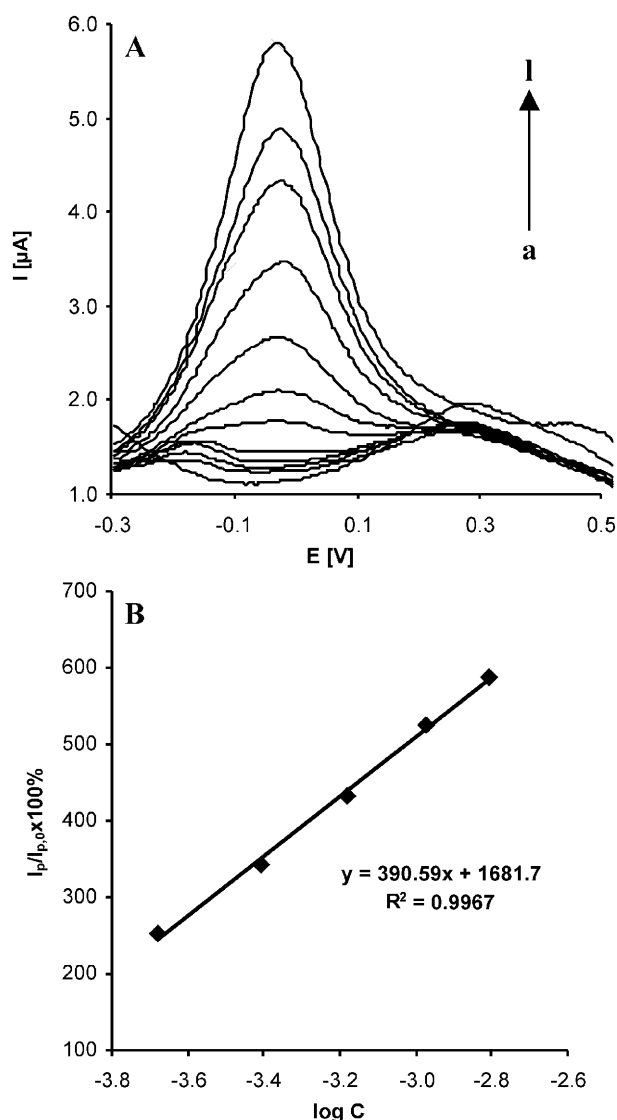 A
6.0
5.0
4.0
3.0
2.0
1.0
I [µA]
l
a
-0.3 -0.1 0.1 0.3 0.5
E [V]
B
700
600
500
400
300
200
100
Ip/Ip,0x100%
y = 390.59x + 1681.7
R² = 0.9967
-3.8 -3.6 -3.4 -3.2 -3.0 -2.8 -2.6
log C